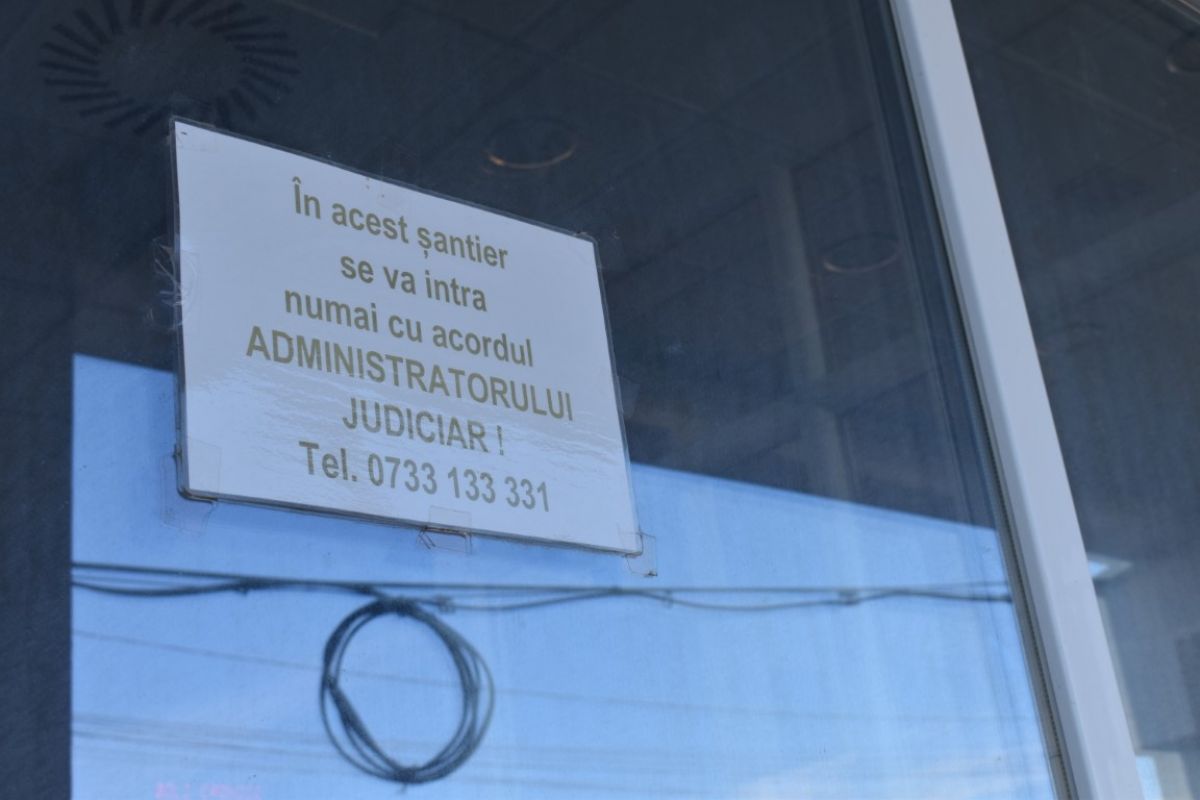 În acest șantier
se va intra
numai cu acordul
ADMINISTRATORULUI
JUDICIAR !
Tel. 0733 133 331